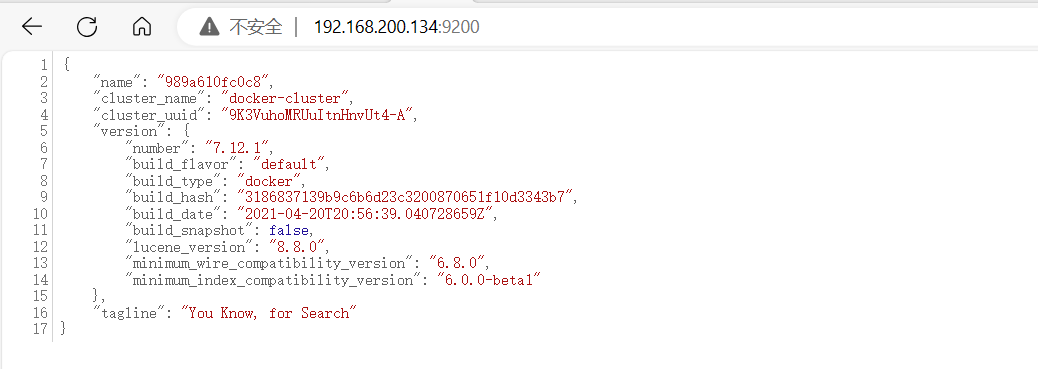 不安全 | 192.168.200.134:9200
1 {
2 "name": "989a610fc0c8",
3 "cluster_name": "docker-cluster",
4 "cluster_uuid": "9K3VuhoMRUuItnHnvUt4-A",
5 "version": {
6 "number": "7.12.1",
7 "build_flavor": "default",
8 "build_type": "docker",
9 "build_hash": "3186837139b9c6b6d23c3200870651f10d3343b7",
10 "build_date": "2021-04-20T20:56:39.040728659Z",
11 "build_snapshot": false,
12 "lucene_version": "8.8.0",
13 "minimum_wire_compatibility_version": "6.8.0",
14 "minimum_index_compatibility_version": "6.0.0-beta1"
15 },
16 "tagline": "You Know, for Search"
17 }